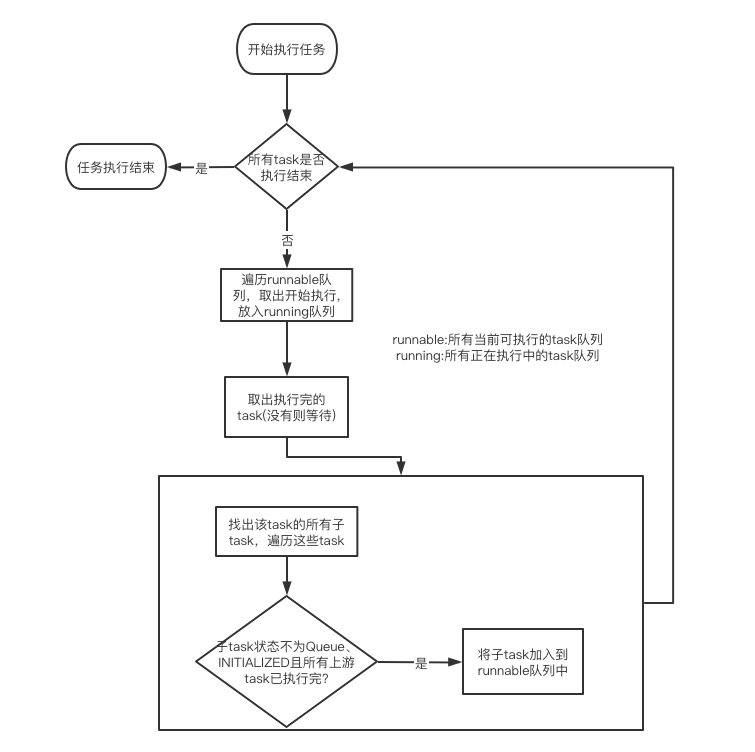 开始执行任务
所有task是否
执行结束
是
任务执行结束
否
遍历runnable队
列，取出开始执行，
放入running队列
runnable:所有当前可执行的task队列
running:所有正在执行中的task队列
取出执行完的
task(没有则等待)
找出该task的所有子
task，遍历这些task
子task状态不为Queue、
INITIALIZED且所有上游
task已执行完?
是
将子task加入到
runnable队列中